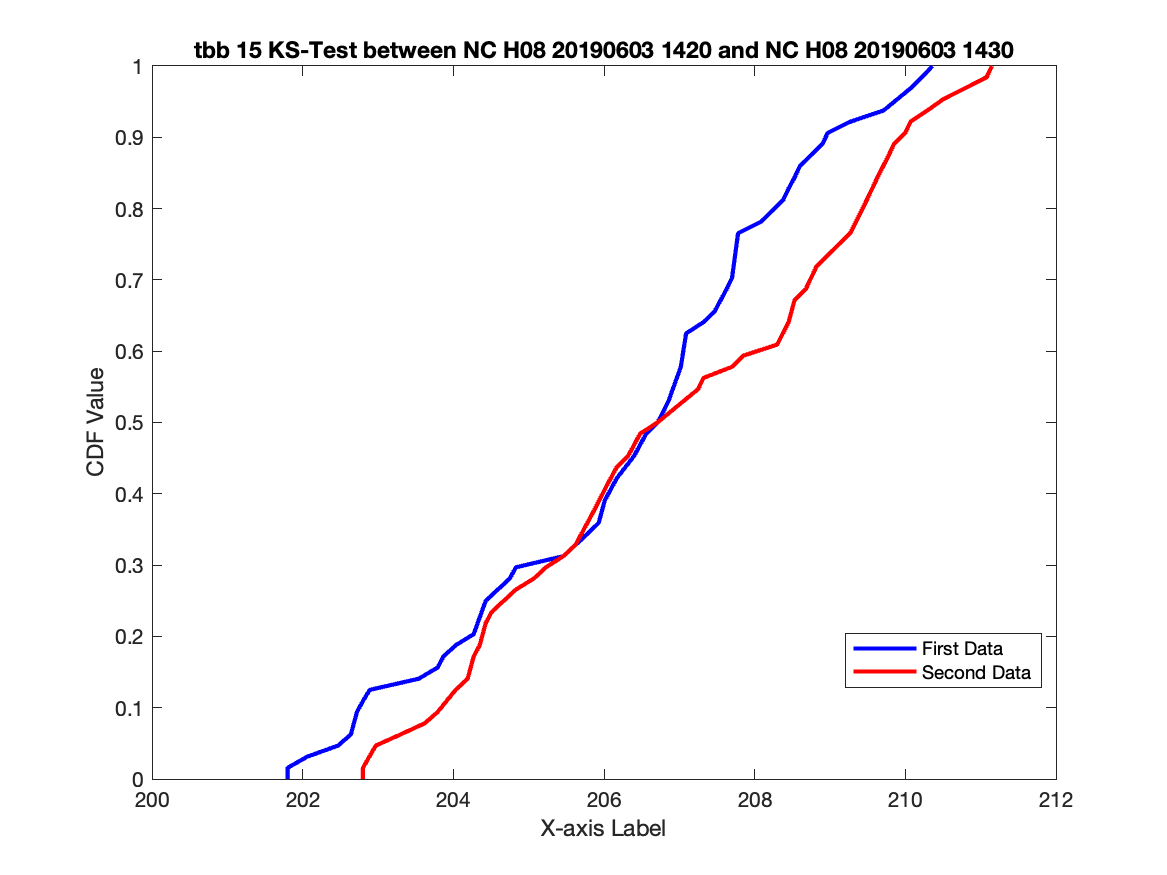 tbb 15 KS-Test between NC H08 20190603 1420 and NC H08 20190603 1430
1
0.9
0.8
0.7
0.6
0.5
0.4
0.3
0.2
0.1
0
CDF Value
First Data
Second Data
200 202 204 206 208 210 212
X-axis Label